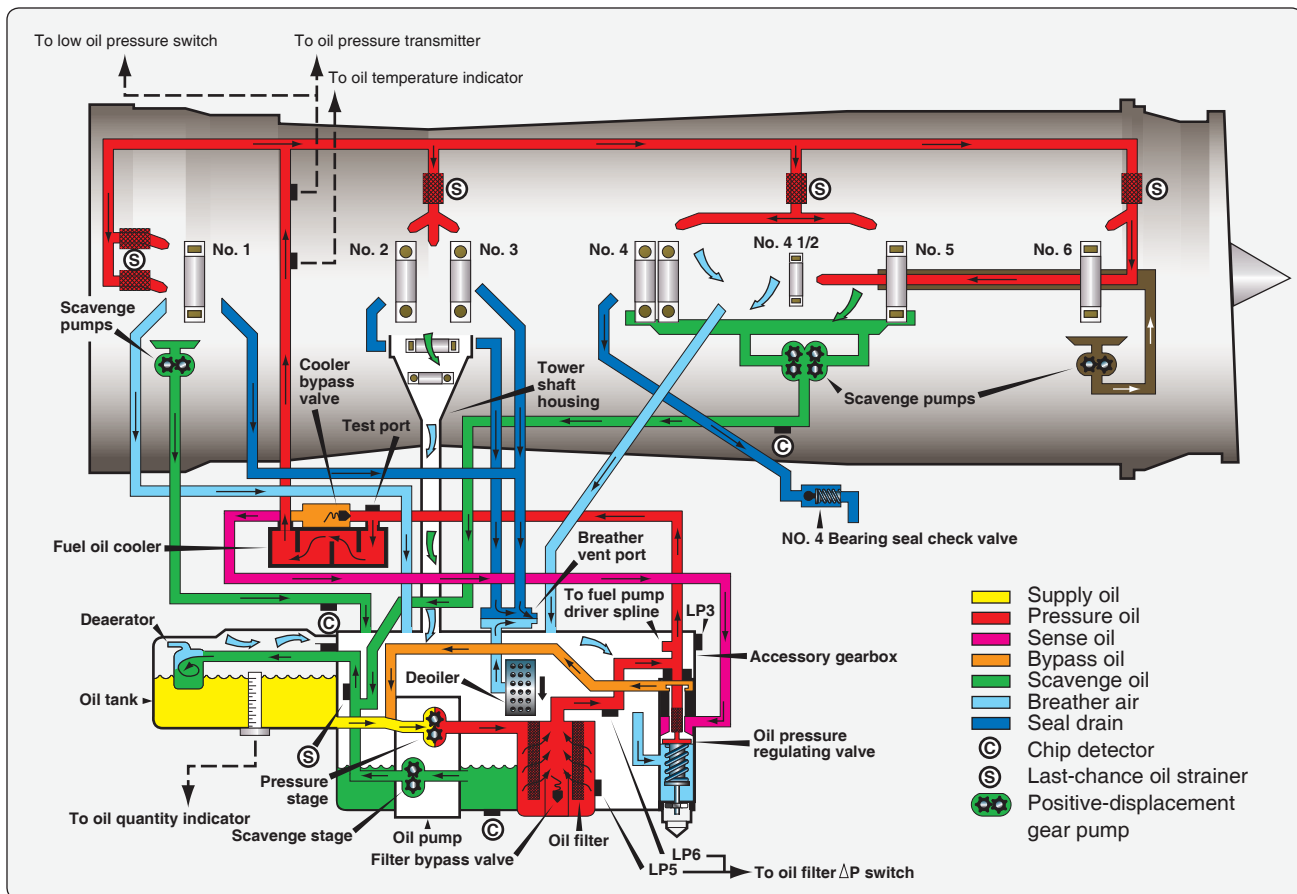 To low oil pressure switch
To oil pressure transmitter
To oil temperature indicator
S
S
S
S
No. 1
No. 2
No. 3
No. 4
No. 4 1/2
No. 5
No. 6
Scavenge
pumps
Cooler
bypass
valve
Test port
Tower
shaft
housing
Scavenge pumps
C
NO. 4 Bearing seal check valve
Fuel oil cooler
Breather
vent port
To fuel pump
driver spline
LP3
Accessory gearbox
C
Deaerator
Oil tank
Deoiler
Oil pressure
regulating valve
S
Pressure
stage
Scavenge stage
To oil quantity indicator
Oil pump
C
Filter bypass valve
Oil filter
LP6
LP5
To oil filter ΔP switch
Supply oil
Pressure oil
Sense oil
Bypass oil
Scavenge oil
Breather air
Seal drain
C Chip detector
S Last-chance oil strainer
Positive-displacement
gear pump